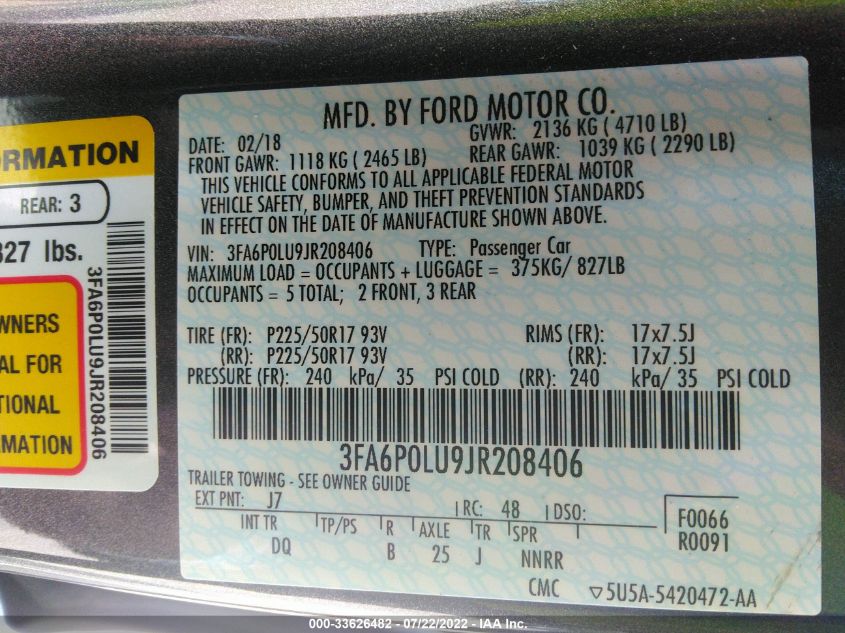 ORMATION
REAR: 3
827 lbs.
WNERS
AL FOR
TIONAL
RMATION
3FA6P0LU9JR208406
MFD. BY FORD MOTOR CO.
DATE: 02/18 GVWR: 2136 KG ( 4710 LB)
FRONT GAWR: 1118 KG ( 2465 LB) REAR GAWR: 1039 KG ( 2290 LB)
THIS VEHICLE CONFORMS TO ALL APPLICABLE FEDERAL MOTOR
VEHICLE SAFETY, BUMPER, AND THEFT PREVENTION STANDARDS
IN EFFECT ON THE DATE OF MANUFACTURE SHOWN ABOVE.
VIN: 3FA6P0LU9JR208406 TYPE: Passenger Car
MAXIMUM LOAD = OCCUPANTS + LUGGAGE = 375KG/ 827LB
OCCUPANTS = 5 TOTAL; 2 FRONT, 3 REAR
TIRE (FR): P225/50R17 93V RIMS (FR): 17x7.5J
(RR): P225/50R17 93V (RR): 17x7.5J
PRESSURE (FR): 240 kPa/ 35 PSI COLD (RR): 240 kPa/ 35 PSI COLD
3FA6P0LU9JR208406
TRAILER TOWING - SEE OWNER GUIDE
EXT PNT: J7 RC: 48 DSO:
INT TR TP/PS R AXLE TR SPR F0066
DQ B 25 J NNRR R0091
CMC ▽5U5A-5420472-AA
000-33626482 - 07/22/2022 - IAA Inc.